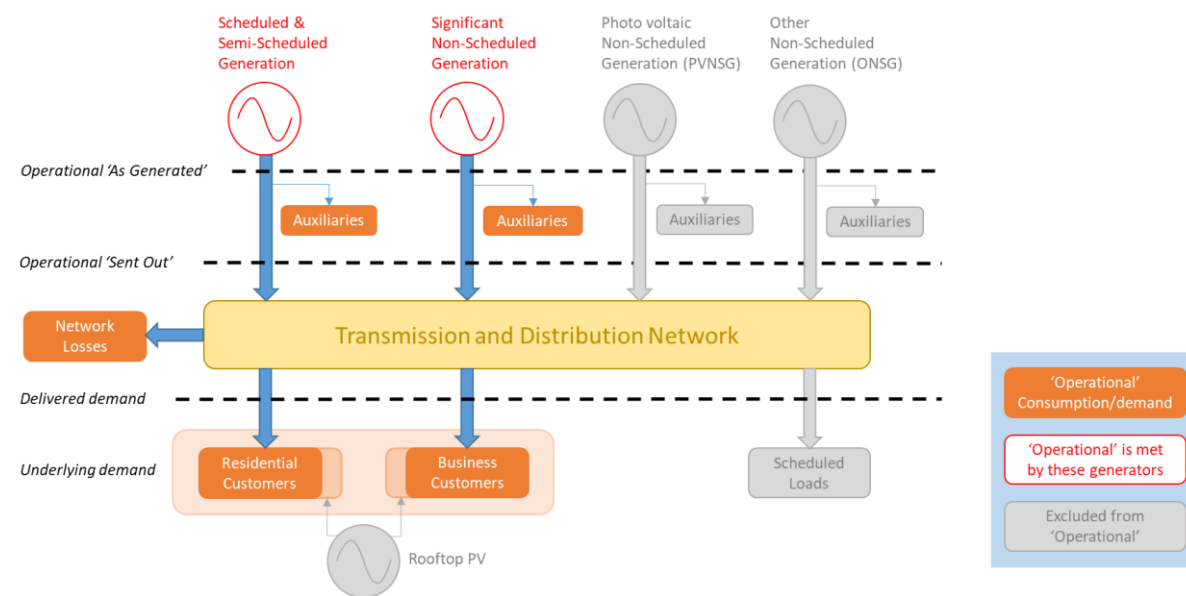 Scheduled &
Semi-Scheduled
Generation
Significant
Non-Scheduled
Generation
Photo voltaic
Non-Scheduled
Generation (PVNSG)
Other
Non-Scheduled
Generation (ONSG)
Operational ‘As Generated’
Auxiliaries
Auxiliaries
Auxiliaries
Auxiliaries
Operational ‘Sent Out’
Network
Losses
Transmission and Distribution Network
Delivered demand
Underlying demand
Residential
Customers
Business
Customers
Scheduled
Loads
Rooftop PV
‘Operational’
Consumption/demand
‘Operational’ is met
by these generators
Excluded from
‘Operational’